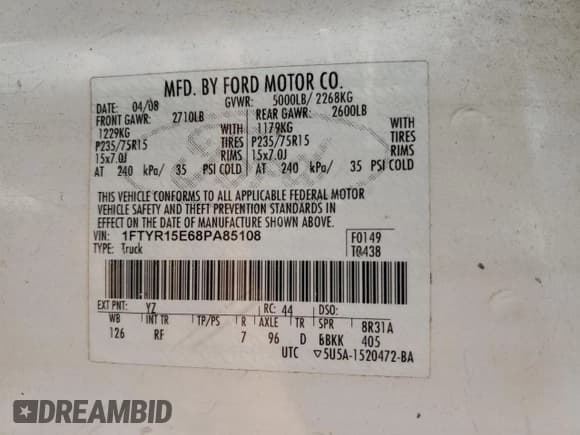 MFD. BY FORD MOTOR CO.
DATE: 04/08 GVWR: 5000LB/ 2268KG
FRONT GAWR: 2710LB REAR GAWR: 2600LB
1229KG WITH 1179KG WITH
P235/75R15 TIRES P235/75R15 TIRES
15x7.0J RIMS 15x7.0J RIMS
AT 240 kPa/ 35 PSI COLD AT 240 kPa/ 35 PSI COLD
THIS VEHICLE CONFORMS TO ALL APPLICABLE FEDERAL MOTOR
VEHICLE SAFETY AND THEFT PREVENTION STANDARDS IN
EFFECT ON THE DATE OF MANUFACTURE SHOWN ABOVE.
VIN: 1FTYR15E68PA85108 F0149
TYPE: Truck T0438
EXT PNT: YZ RC: 44 DSO:
WB INT TR TP/PS R AXLE TR SPR 8R31A
126 RF 7 96 D 405
UTC ▽5U5A-1520472-BA
DREAMBID